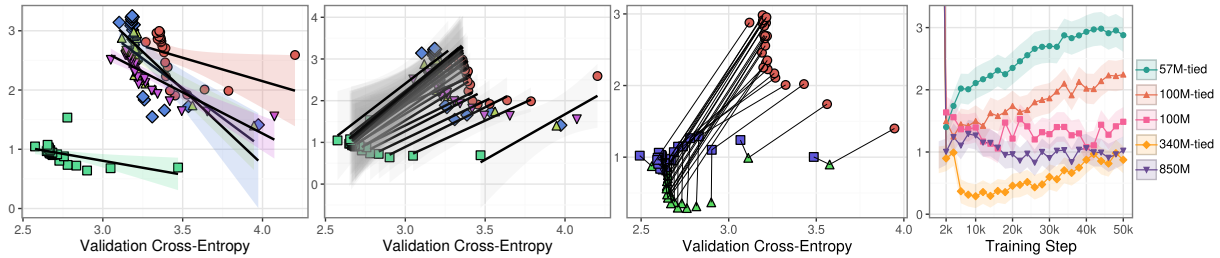 3
2
1
0
2.5 3.0 3.5 4.0
Validation Cross-Entropy
4
3
2
1
0
2.5 3.0 3.5 4.0
Validation Cross-Entropy
3
2
1
2.5 3.0 3.5 4.0
Validation Cross-Entropy
3
2
1
0
2k 10k 20k 30k 40k 50k
Training Step
57M-tied
100M-tied
100M
340M-tied
850M